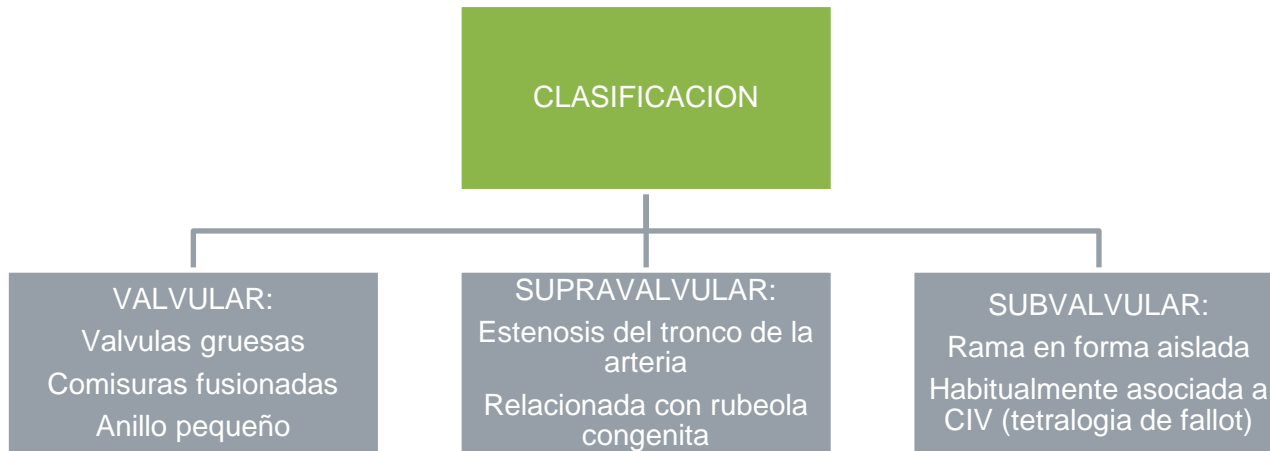 CLASIFICACION
VALVULAR:
Valvulas gruesas
Comisuras fusionadas
Anillo pequeño
SUPRAVALVULAR:
Estenosis del tronco de la
arteria
Relacionada con rubeola
congenita
SUBVALVULAR:
Rama en forma aislada
Habitualmente asociada a
CIV (tetralogia de fallot)